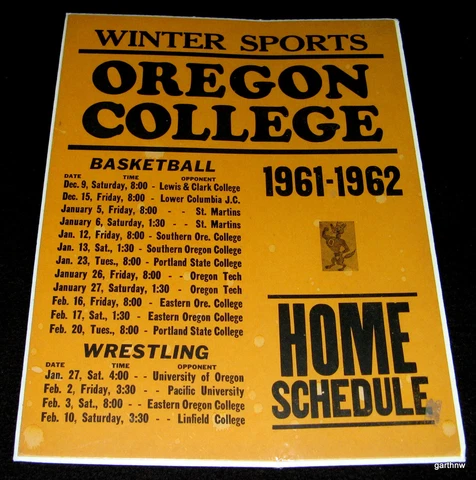 WINTER SPORTS
OREGON
COLLEGE
BASKETBALL
DATE TIME OPPONENT
Dec. 9, Saturday, 8:00 - Lewis & Clark College
Dec. 15, Friday, 8:00 - Lower Columbia J.C.
January 5, Friday, 8:00 - - St. Martins
January 6, Saturday, 1:30 - - St. Martins
Jan. 12, Friday, 8:00 - Southern Ore. College
Jan. 13, Sat., 1:30 - Southern Oregon College
Jan. 23, Tues., 8:00 - Portland State College
January 26, Friday, 8:00 - - Oregon Tech
January 27, Saturday, 1:30 - Oregon Tech
Feb. 16, Friday, 8:00 - Eastern Ore. College
Feb. 17, Sat., 1:30 - Eastern Oregon College
Feb. 20, Tues., 8:00 - Portland State College
WRESTLING
DATE TIME OPPONENT
Jan. 27, Sat. 4:00 - - University of Oregon
Feb. 2, Friday, 3:30 - - Pacific University
Feb. 3, Sat., 8:00 - - Eastern Oregon College
Feb. 10, Saturday, 3:30 - - Linfield College
1961-1962
HOME
SCHEDULE
garthnw